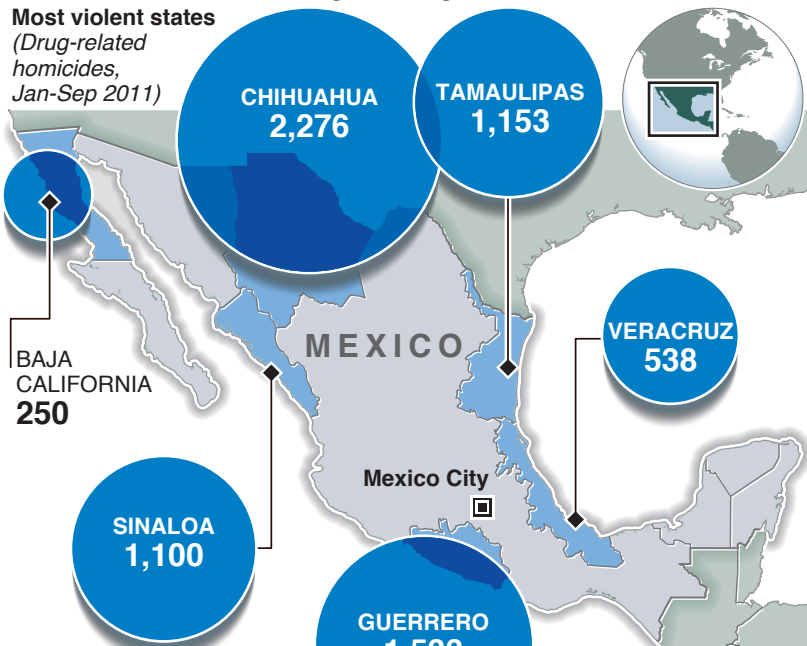 Most violent states
(Drug-related
homicides,
Jan-Sep 2011)
CHIHUAHUA
2,276
TAMAULIPAS
1,153
MEXICO
VERACRUZ
538
BAJA
CALIFORNIA
250
Mexico City
SINALOA
1,100
GUERRERO